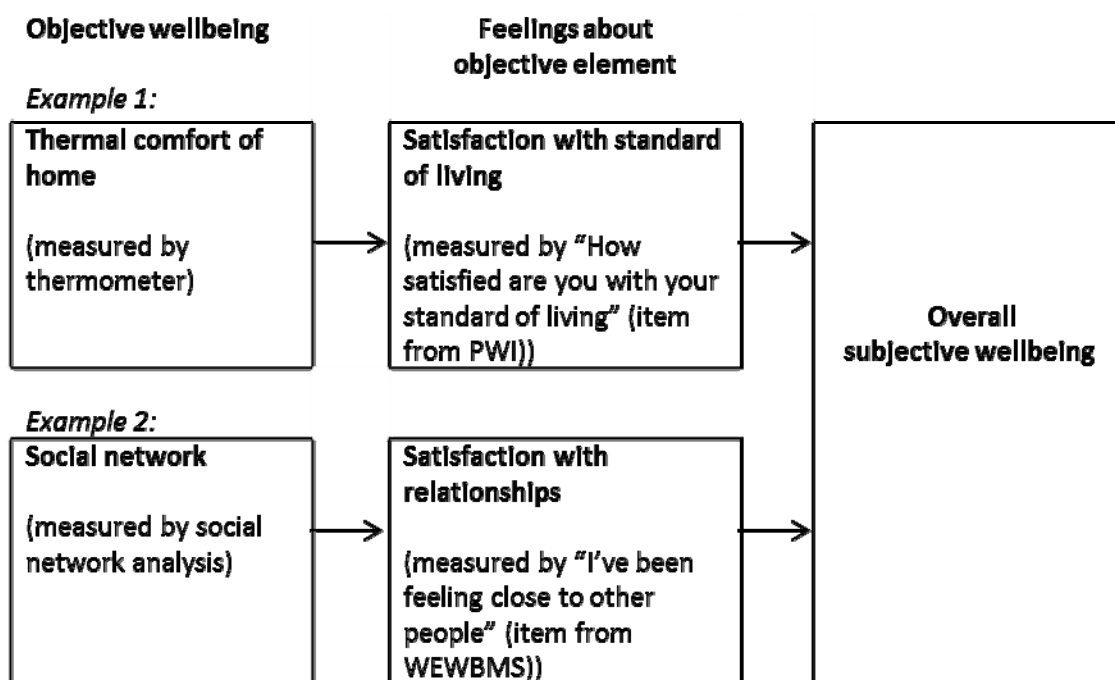 Objective wellbeing
Feelings about
objective element
Example 1:
Thermal comfort of
home
(measured by
thermometer)
Satisfaction with standard
of living
(measured by “How
satisfied are you with your
standard of living” (item
from PWI))
Overall
subjective wellbeing
Example 2:
Social network
(measured by social
network analysis)
Satisfaction with
relationships
(measured by “I’ve been
feeling close to other
people” (item from
WEWBMS))